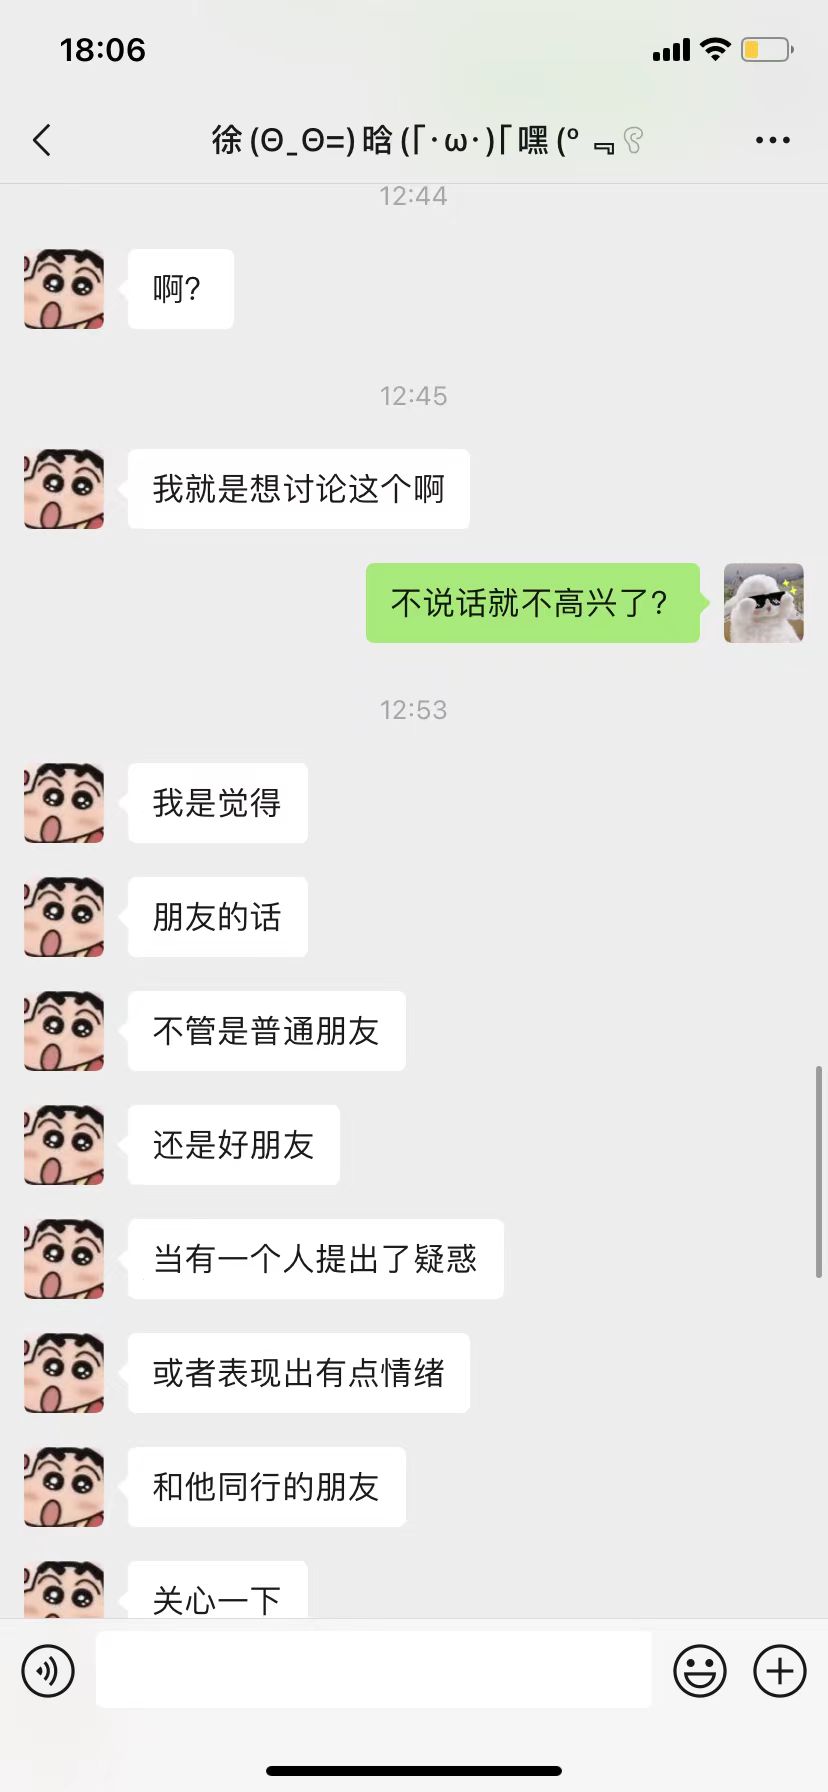 18:06
徐(Θ_Θ=)晗(｢･ω･)｢嘿(º ﹃
12:44
啊?
12:45
我就是想讨论这个啊
不说话就不高兴了?
12:53
我是觉得
朋友的话
不管是普通朋友
还是好朋友
当有一个人提出了疑惑
或者表现出有点情绪
和他同行的朋友
关心一下